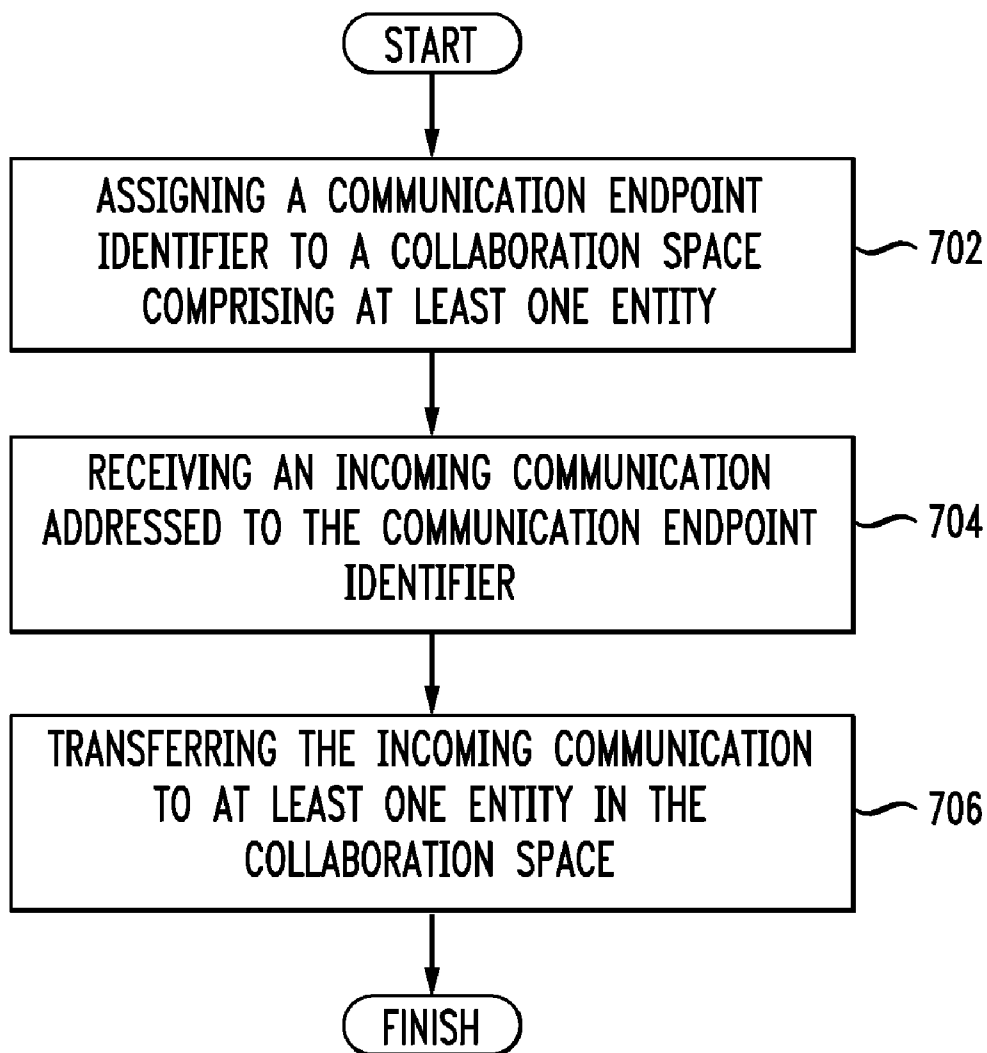 START
ASSIGNING A COMMUNICATION ENDPOINT
IDENTIFIER TO A COLLABORATION SPACE
COMPRISING AT LEAST ONE ENTITY
702
RECEIVING AN INCOMING COMMUNICATION
ADDRESSED TO THE COMMUNICATION ENDPOINT
IDENTIFIER
704
TRANSFERRING THE INCOMING COMMUNICATION
TO AT LEAST ONE ENTITY IN THE
COLLABORATION SPACE
706
FINISH